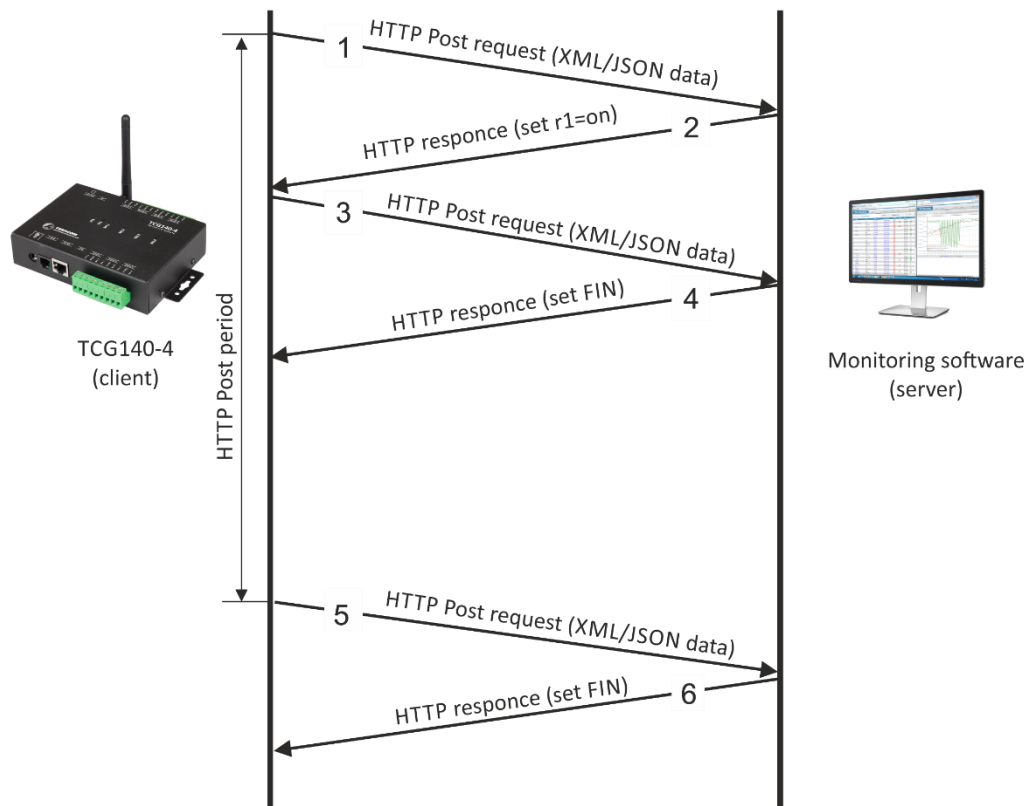 1
HTTP Post request (XML/JSON data)
HTTP responce (set r1=on)
2
3
HTTP Post request (XML/JSON data)
HTTP responce (set FIN)
4
HTTP Post period
TCG140-4
TCG140-4
(client)
Monitoring software
(server)
5
HTTP Post request (XML/JSON data)
HTTP responce (set FIN)
6